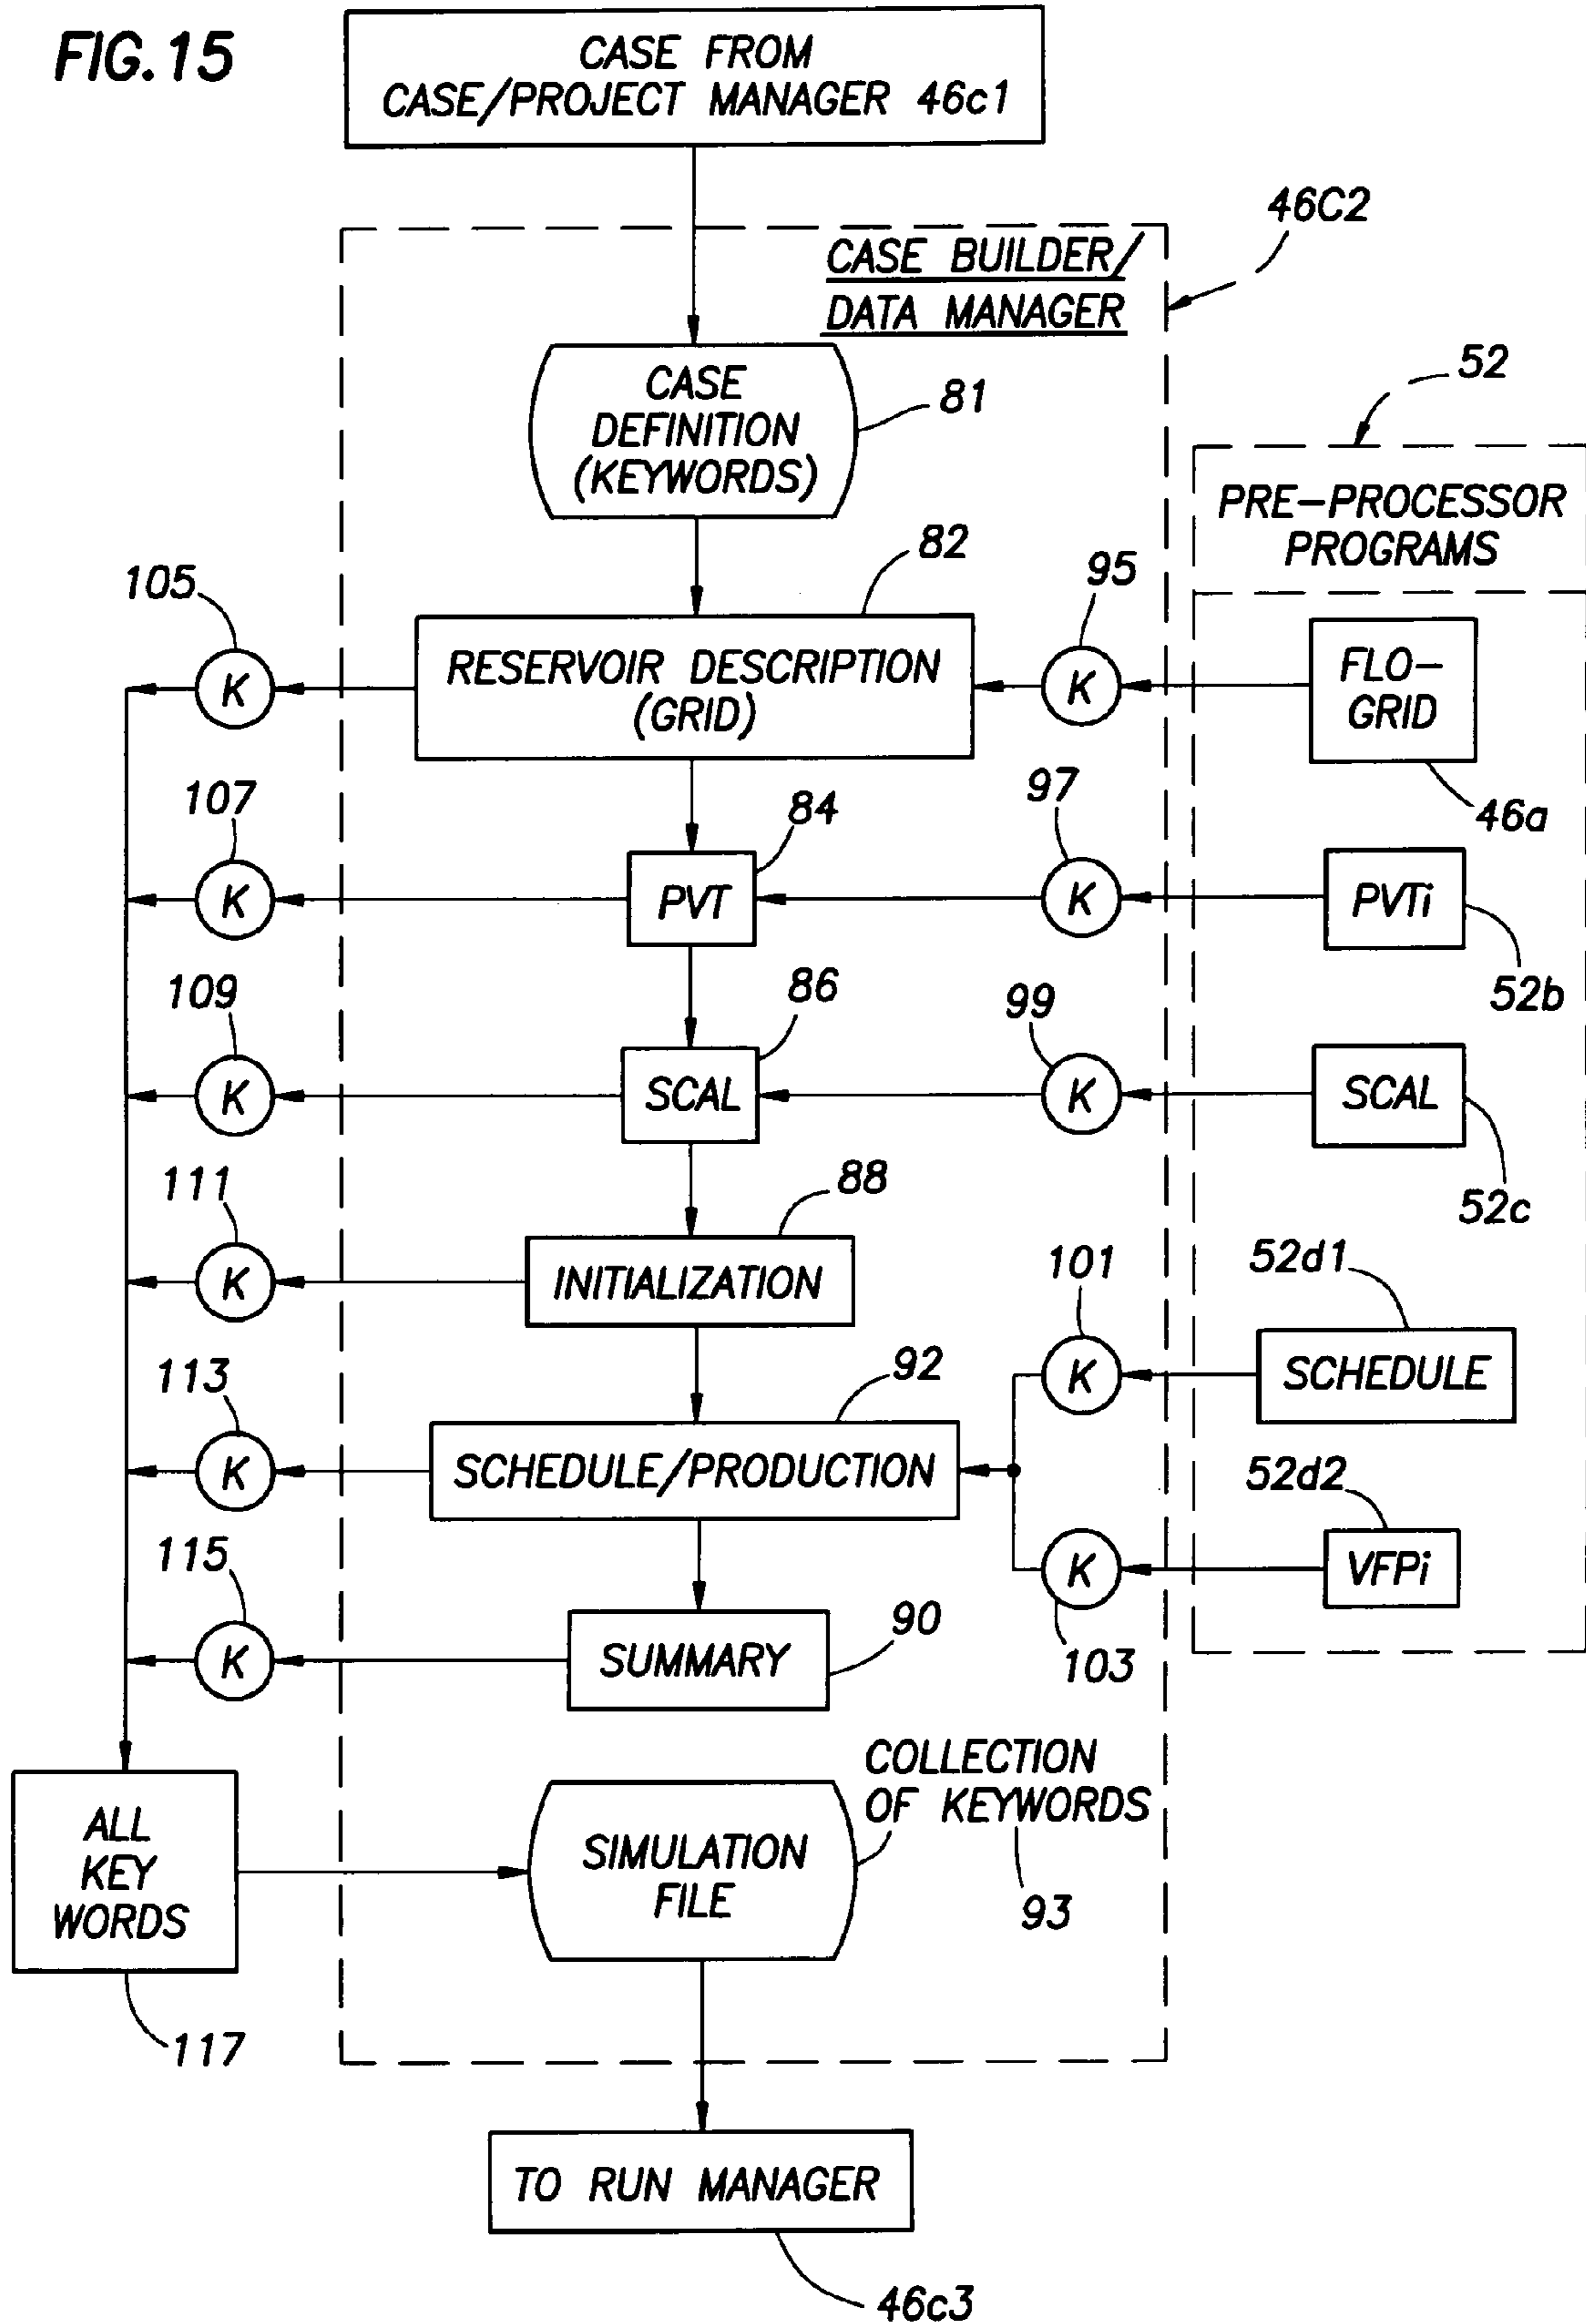 FIG.15
CASE FROM
CASE/PROJECT MANAGER 46c1
46C2
CASE BUILDER/
DATA MANAGER
52
CASE
DEFINITION
(KEYWORDS)
81
PRE-PROCESSOR
PROGRAMS
82
105
95
K
RESERVOIR DESCRIPTION
(GRID)
K
FLO-
GRID
46a
107
84
97
K
PVT
K
PVTi
52b
109
86
99
K
SCAL
K
SCAL
52c
111
88
K
INITIALIZATION
101
52d1
K
SCHEDULE
113
92
K
SCHEDULE/PRODUCTION
52d2
K
VFPi
103
115
90
K
SUMMARY
COLLECTION
OF KEYWORDS
93
ALL
KEY
WORDS
SIMULATION
FILE
117
TO RUN MANAGER
46c3